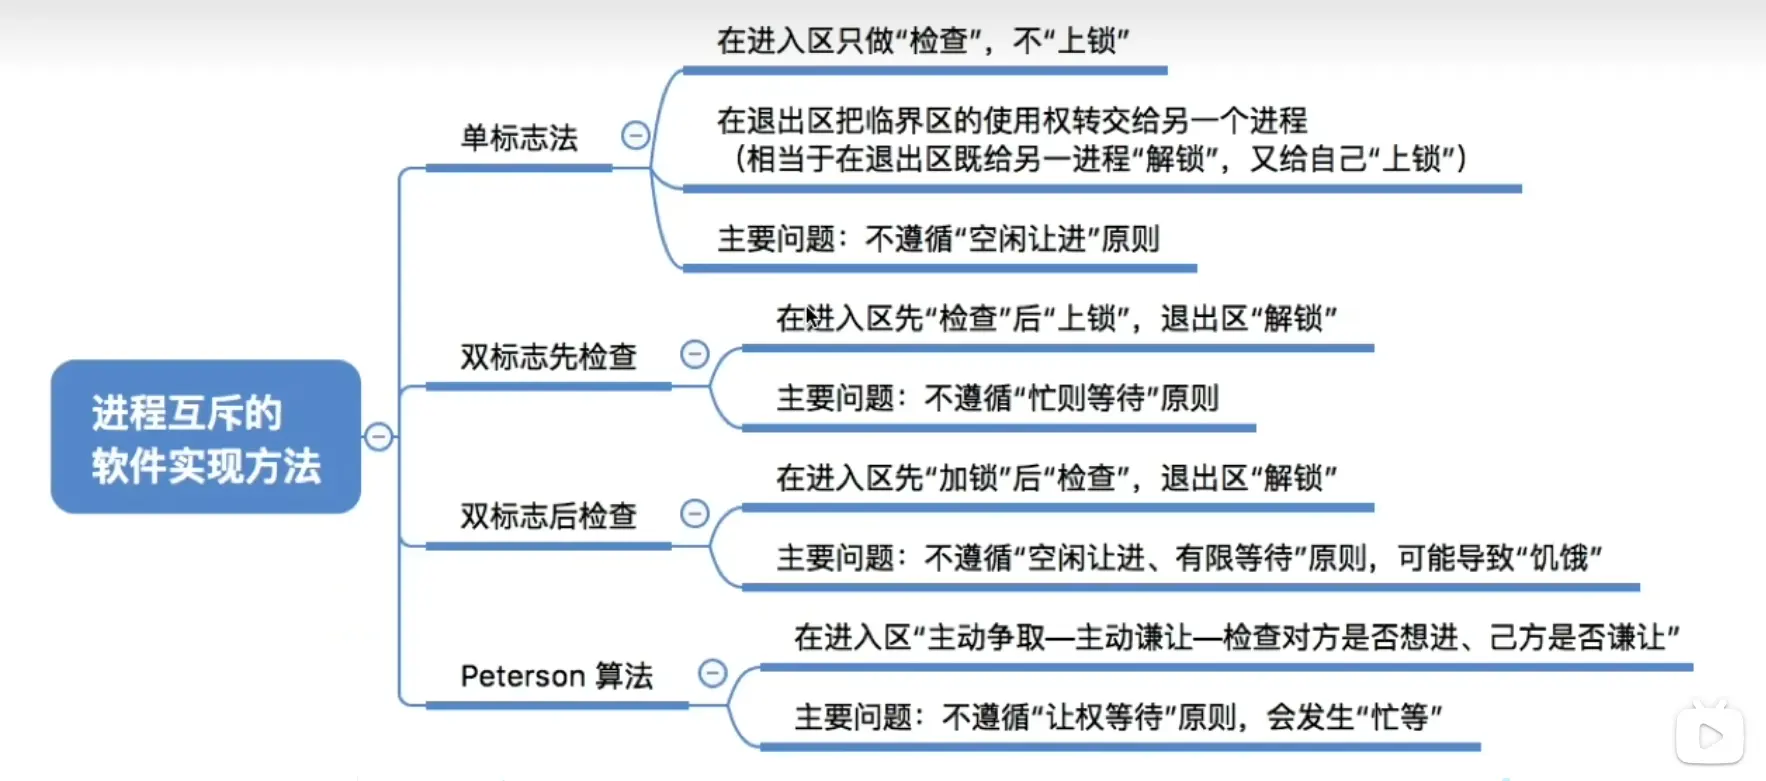 在进入区只做“检查”，不“上锁”
单标志法
在退出区把临界区的使用权转交给另一个进程
（相当于在退出区既给另一进程“解锁”，又给自己“上锁”）
主要问题：不遵循“空闲让进”原则
在进入区先“检查”后“上锁”，退出区“解锁”
双标志先检查
主要问题：不遵循“忙则等待”原则
进程互斥的
软件实现方法
在进入区先“加锁”后“检查”，退出区“解锁”
双标志后检查
主要问题：不遵循“空闲让进、有限等待”原则，可能导致“饥饿”
在进入区“主动争取—主动谦让—检查对方是否想进、己方是否谦让”
Peterson 算法
主要问题：不遵循“让权等待”原则，会发生“忙等”